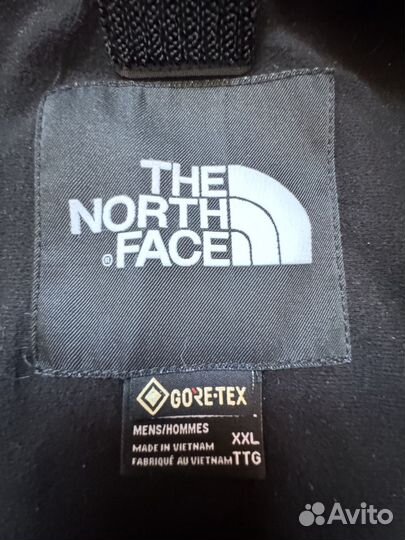 THE
NORTH
® FACE
GORE-TEX
MENS/HOMMES XXL
MADE IN VIETNAM
FABRIQUÉ AU VIETNAM TTG
Avito